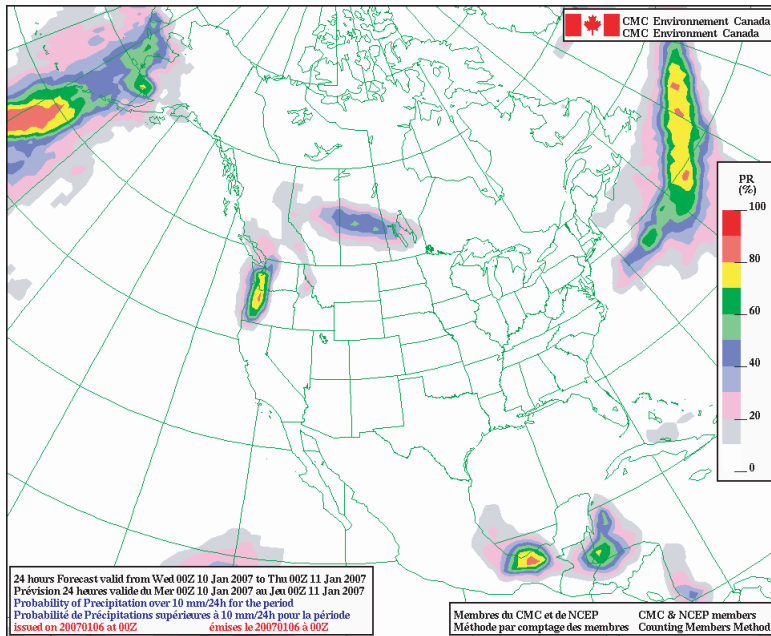 CMC Environnement Canada
CMC Environment Canada
PR
(%)
100
80
60
40
20
0
24 hours Forecast valid from Wed 00Z 10 Jan 2007 to Thu 00Z 11 Jan 2007
Prévision 24 heures valide du Mer 00Z 10 Jan 2007 au Jeu 00Z 11 Jan 2007
Probability of Precipitation over 10 mm/24h for the period
Probabilité de Précipitations supérieures à 10 mm/24h pour la période
issued on 20070106 at 00Z émises le 20070106 à 00Z
Membres du CMC et de NCEP CMC & NCEP members
Méthode par comptage des membres Counting Members Method